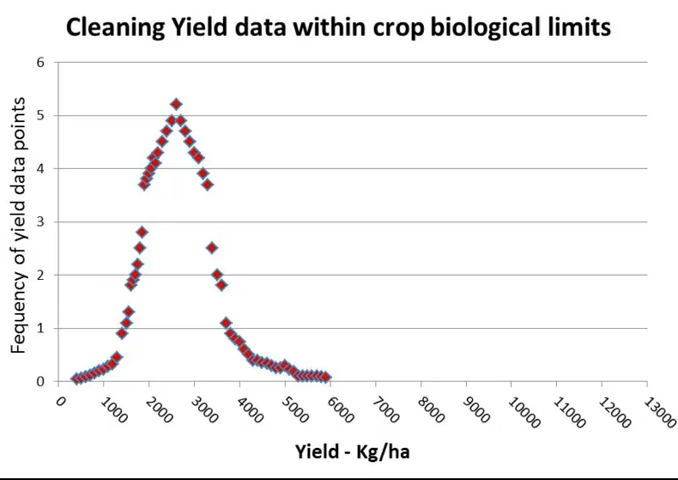 Cleaning Yield data within crop biological limits
Fequency of yield data points
6
5
4
3
2
1
0
0 1000 2000 3000 4000 5000 6000 7000 8000 9000 10000 11000 12000 13000
Yield - Kg/ha